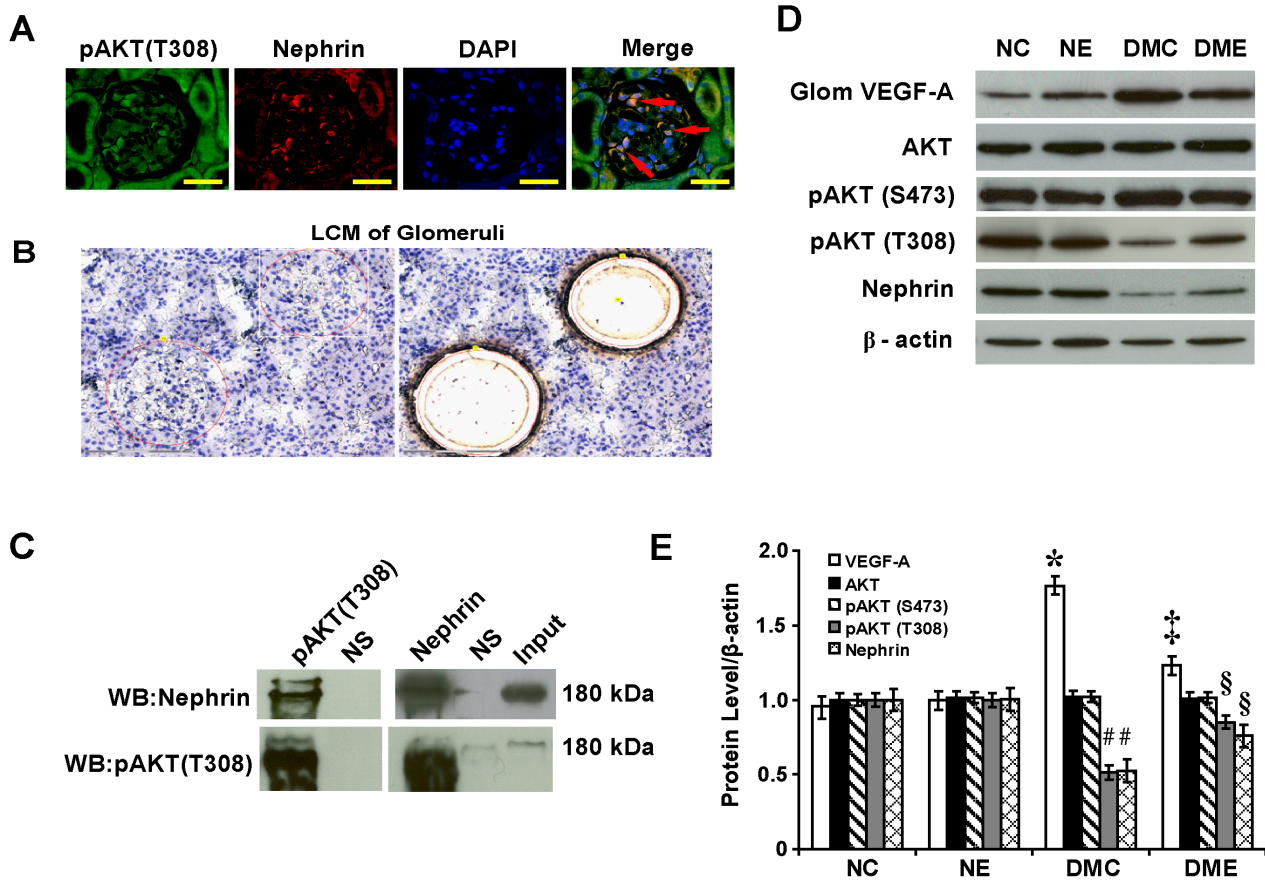 A
pAKT(T308) Nephrin DAPI Merge
B
LCM of Glomeruli
C
pAKT(T308) NS Nephrin NS Input
WB:Nephrin 180 kDa
WB:pAKT(T308) 180 kDa
D
NC NE DMC DME
Glom VEGF-A
AKT
pAKT (S473)
pAKT (T308)
Nephrin
β - actin
E
Protein Level/β-actin
2.0
1.5
1.0
0.5
0
VEGF-A
AKT
pAKT (S473)
pAKT (T308)
Nephrin
*
# #
‡
§
§
NC NE DMC DME